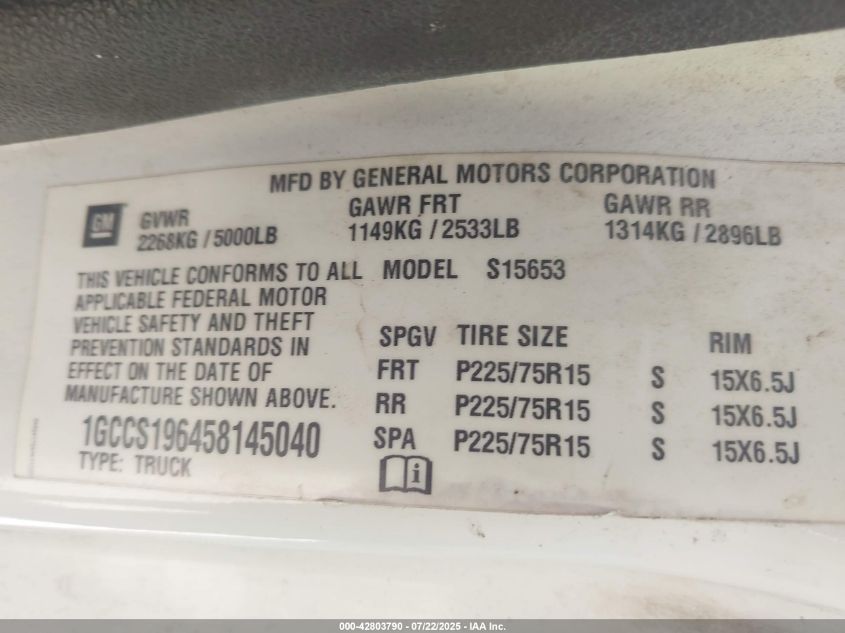 MFD BY GENERAL MOTORS CORPORATION
GM
GVWR
2268KG / 5000LB
GAWR FRT
1149KG / 2533LB
GAWR RR
1314KG / 2896LB
THIS VEHICLE CONFORMS TO ALL
APPLICABLE FEDERAL MOTOR
VEHICLE SAFETY AND THEFT
PREVENTION STANDARDS IN
EFFECT ON THE DATE OF
MANUFACTURE SHOWN ABOVE.
1GCCS196458145040
TYPE: TRUCK
MODEL S15653
SPGV TIRE SIZE RIM
FRT P225/75R15 S 15X6.5J
RR P225/75R15 S 15X6.5J
SPA P225/75R15 S 15X6.5J
i
000-42803790 - 07/22/2025 - IAA Inc.